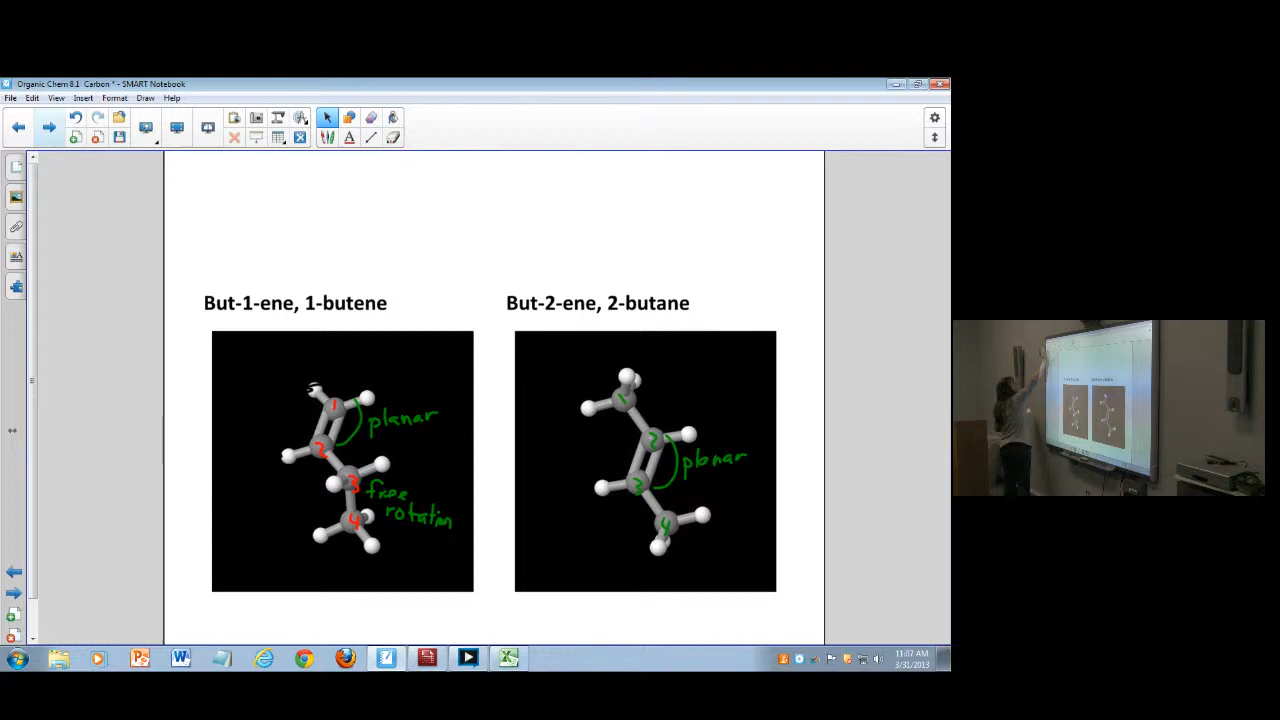 Organic Chem 8.1 Carbon * - SMART Notebook
File Edit View Insert Format Draw Help
But-1-ene, 1-butene
But-2-ene, 2-butane
1
planar
2
3
free
rotatin
4
1
2
planar
3
4
11:07 AM
3/31/2013